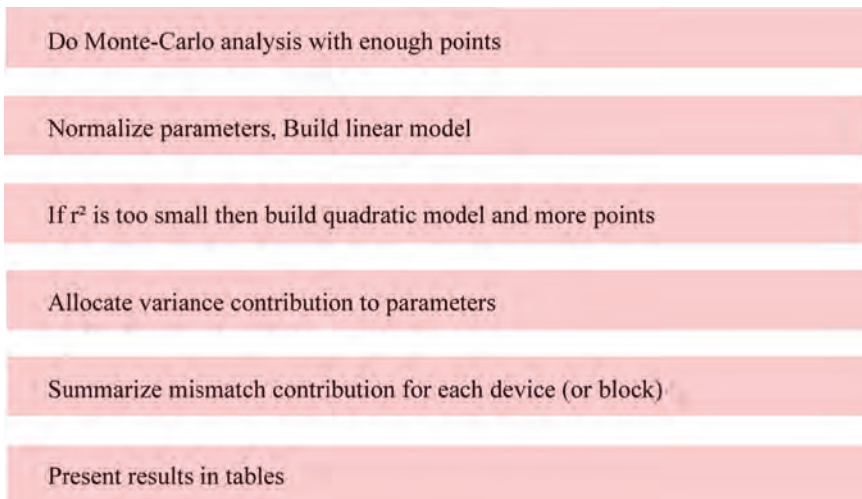 Do Monte-Carlo analysis with enough points
Normalize parameters, Build linear model
If r² is too small then build quadratic model and more points
Allocate variance contribution to parameters
Summarize mismatch contribution for each device (or block)
Present results in tables